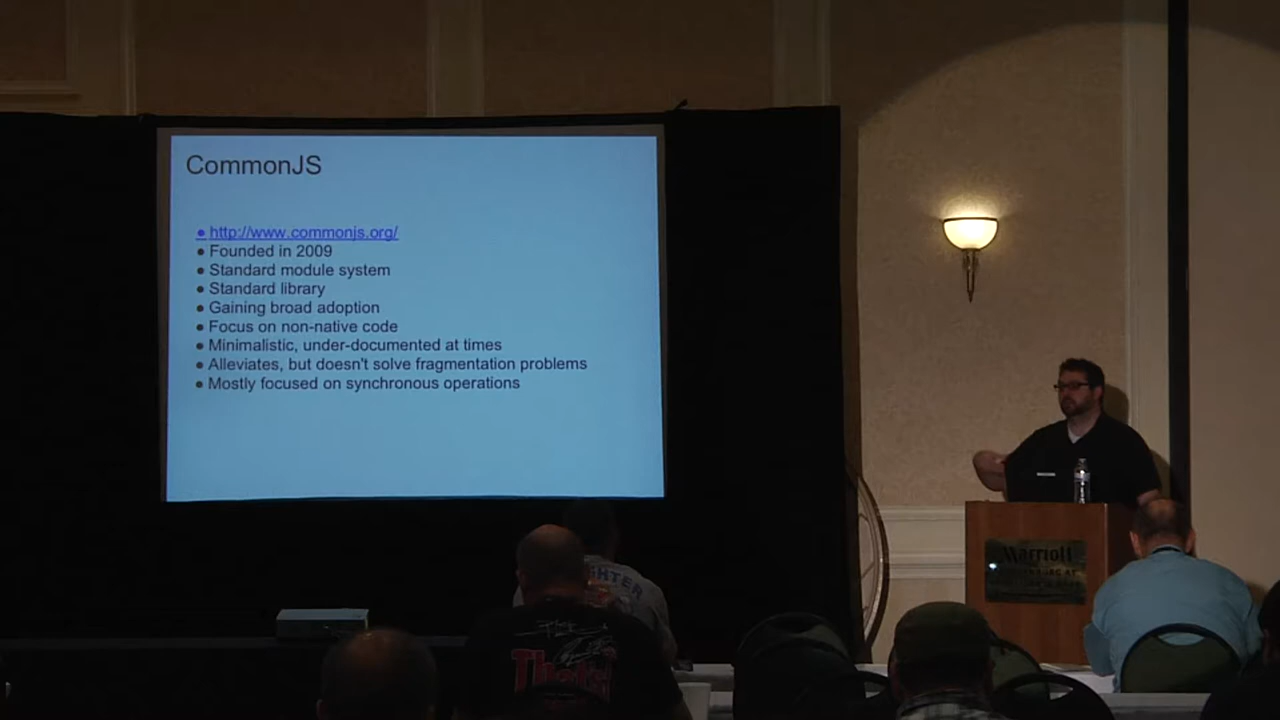 CommonJS
● http://www.commonjs.org/
● Founded in 2009
● Standard module system
● Standard library
● Gaining broad adoption
● Focus on non-native code
● Minimalistic, under-documented at times
● Alleviates, but doesn't solve fragmentation problems
● Mostly focused on synchronous operations
Marriott